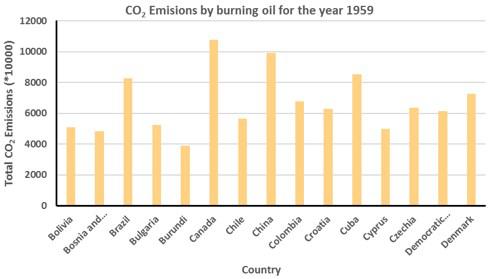 CO₂ Emisions by burning oil for the year 1959
12000
10000
8000
6000
4000
2000
0
Total CO₂ Emissions (*10000)
Bolivia
Bosnia and...
Brazil
Bulgaria
Burundi
Canada
Chile
China
Colombia
Croatia
Cuba
Cyprus
Czechia
Democratic...
Denmark
Country